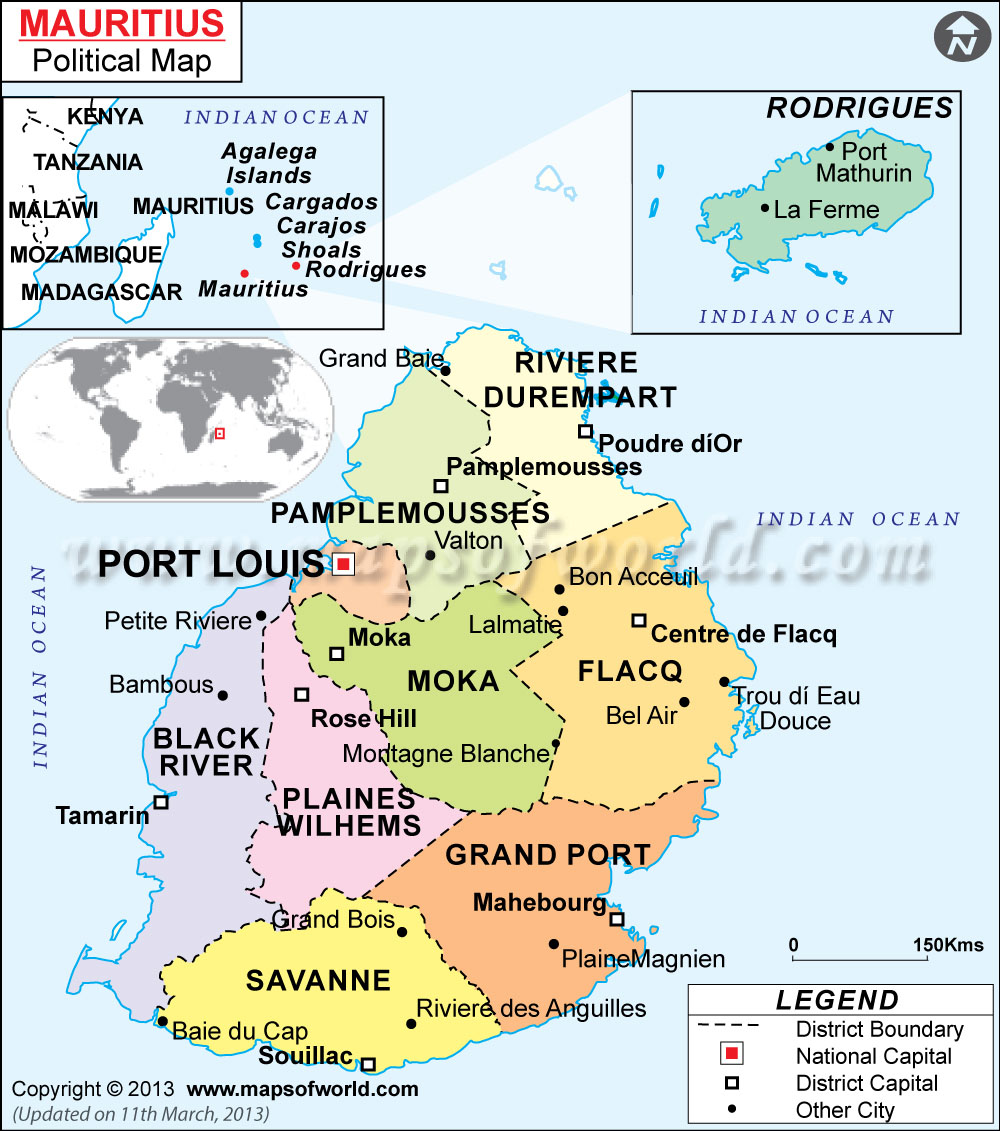 MAURITIUS
Political Map
N
KENYA
INDIAN OCEAN
TANZANIA
Agalega
Islands
MALAWI
MAURITIUS
Cargados
Carajos
Shoals
MOZAMBIQUE
Rodrigues
MADAGASCAR
Mauritius
RODRIGUES
Port
Mathurin
La Ferme
INDIAN OCEAN
Grand Baie
RIVIERE
DUREMPART
Poudre díOr
Pamplemousses
PAMPLEMOUSSES
INDIAN OCEAN
www.mapsofworld.com
Valton
PORT LOUIS
Bon Acceuil
INDIAN OCEAN
Petite Riviere
Lalmatie
Moka
Centre de Flacq
MOKA
FLACQ
Bambous
Trou dí Eau
Douce
Rose Hill
Bel Air
BLACK
RIVER
Montagne Blanche
Tamarin
PLAINES
WILHEMS
GRAND PORT
Mahebourg
Grand Bois
PlaineMagnien
0 150Kms
SAVANNE
Riviere des Anguilles
Baie du Cap
Souillac
LEGEND
District Boundary
National Capital
District Capital
Other City
Copyright © 2013 www.mapsofworld.com
(Updated on 11th March, 2013)